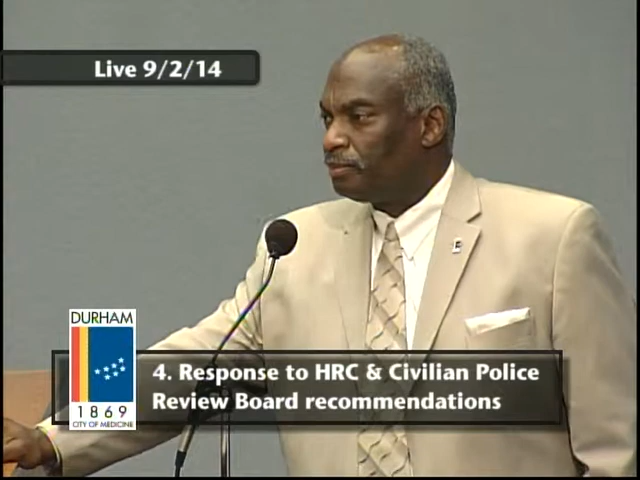 Live 9/2/14
DURHAM
1869
CITY OF MEDICINE
4. Response to HRC & Civilian Police
Review Board recommendations